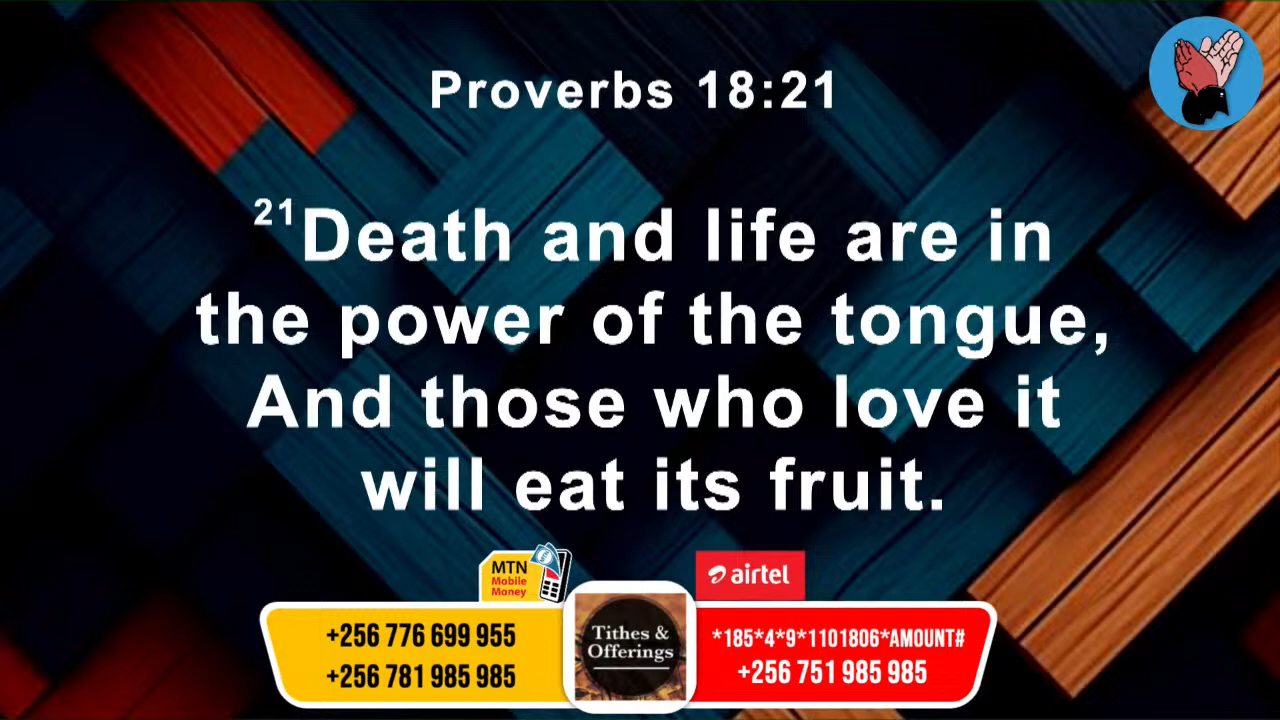 Proverbs 18:21
21Death and life are in
the power of the tongue,
And those who love it
will eat its fruit.
MTN
Mobile
Money
airtel
+256 776 699 955
+256 781 985 985
Tithes &
Offerings
*185*4*9*1101806*AMOUNT#
+256 751 985 985